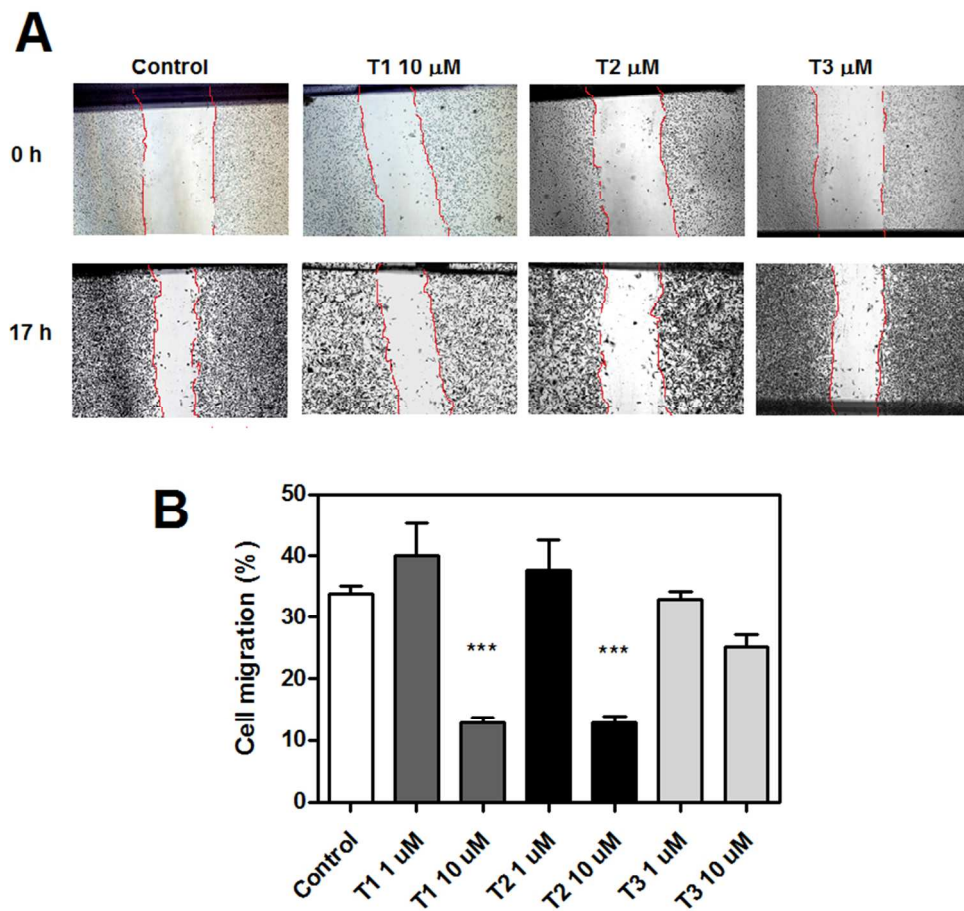 A
Control T1 10 μM T2 μM T3 μM
0 h
17 h
B
50
40
30
20
10
0
Cell migration (%)
*** ***
Control T1 1 uM T1 10 uM T2 1 uM T2 10 uM T3 1 uM T3 10 uM